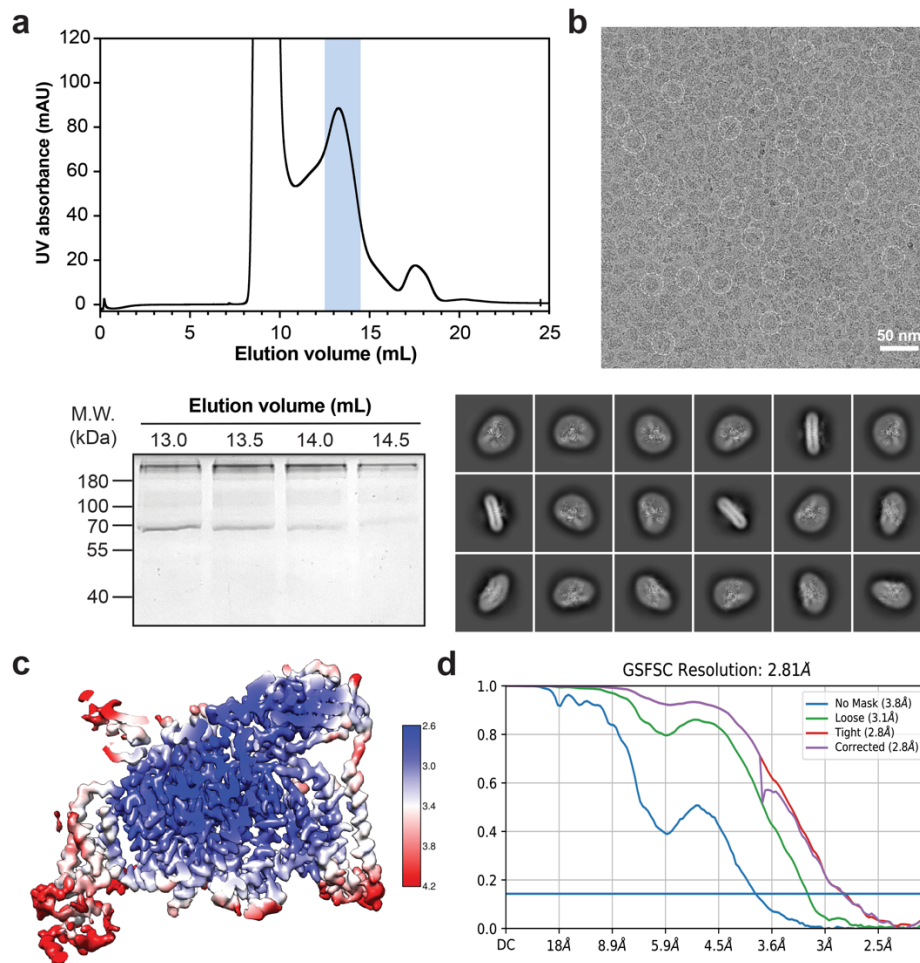 a
UV absorbance (mAU)
120
100
80
60
40
20
0
0 5 10 15 20 25
Elution volume (mL)
b
50 nm
M.W.
(kDa)
Elution volume (mL)
13.0 13.5 14.0 14.5
180
100
70
55
40
c
2.6
3.0
3.4
3.8
4.2
d
GSFSC Resolution: 2.81Å
1.0
0.8
0.6
0.4
0.2
0.0
No Mask (3.8Å)
Loose (3.1Å)
Tight (2.8Å)
Corrected (2.8Å)
DC 18Å 8.9Å 5.9Å 4.5Å 3.6Å 3Å 2.5Å